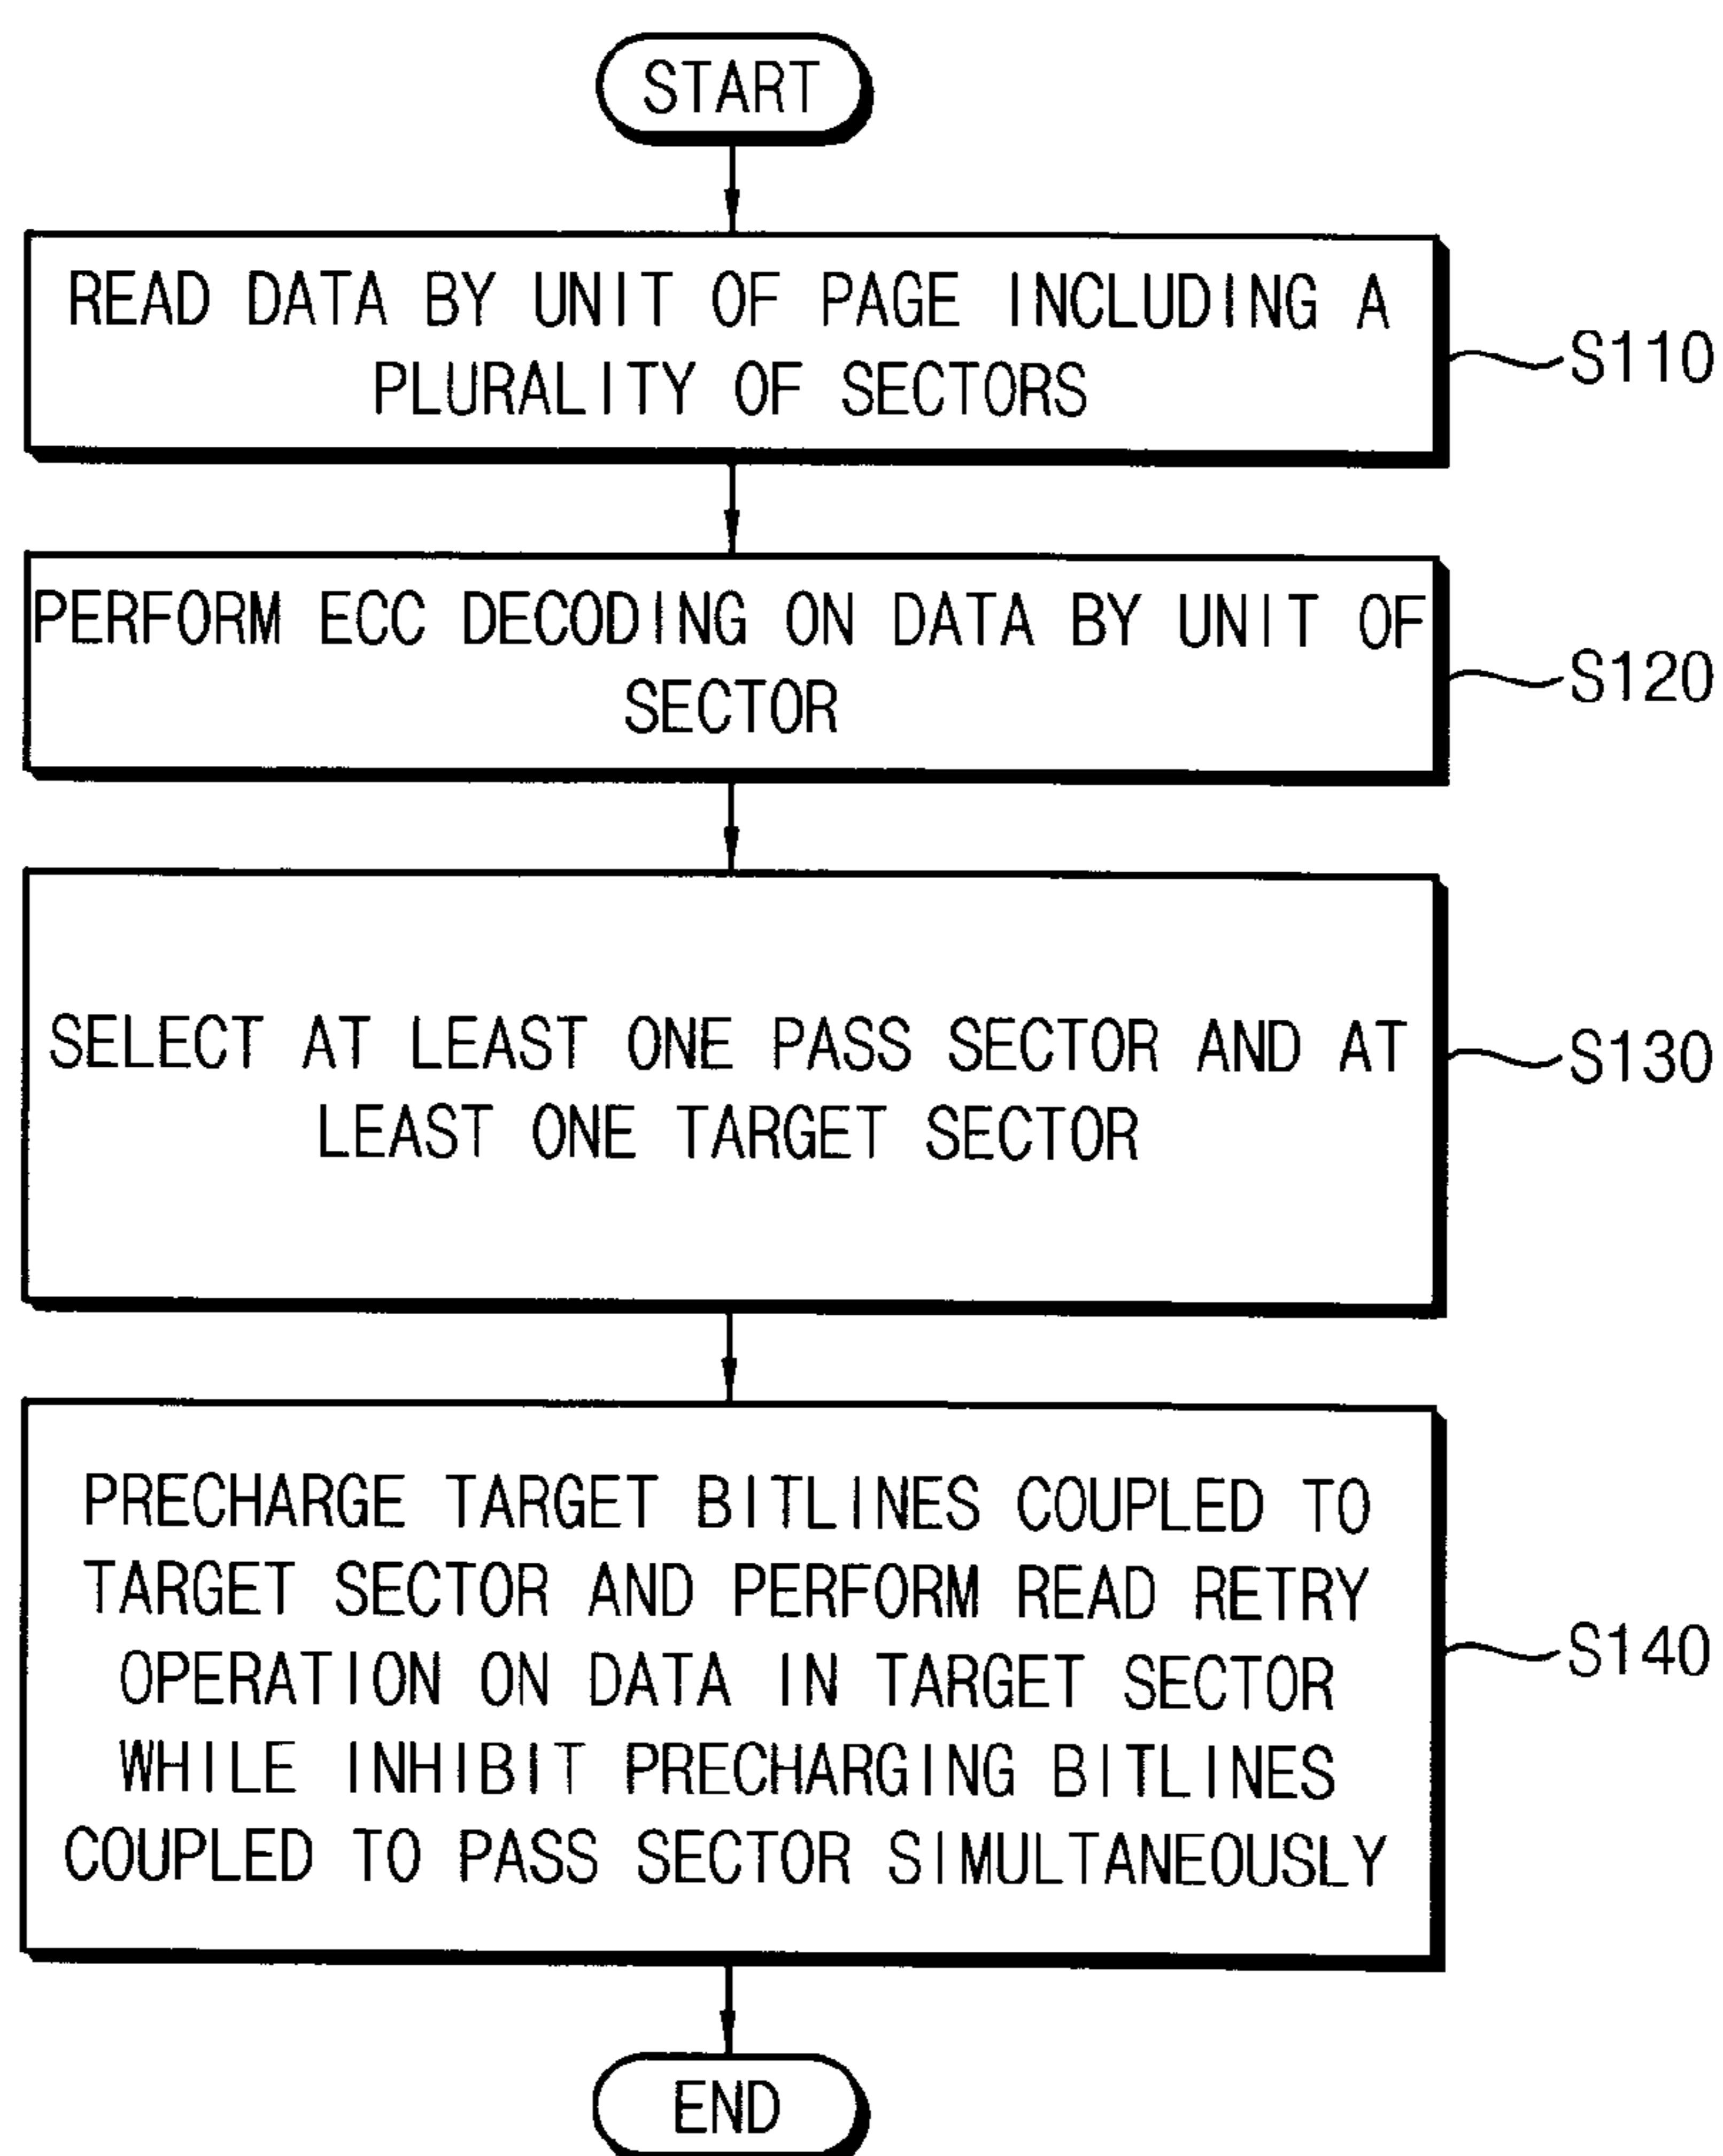 START
READ DATA BY UNIT OF PAGE INCLUDING A
PLURALITY OF SECTORS
S110
PERFORM ECC DECODING ON DATA BY UNIT OF
SECTOR
S120
SELECT AT LEAST ONE PASS SECTOR AND AT
LEAST ONE TARGET SECTOR
S130
PRECHARGE TARGET BITLINES COUPLED TO
TARGET SECTOR AND PERFORM READ RETRY
OPERATION ON DATA IN TARGET SECTOR
WHILE INHIBIT PRECHARGING BITLINES
COUPLED TO PASS SECTOR SIMULTANEOUSLY
S140
END